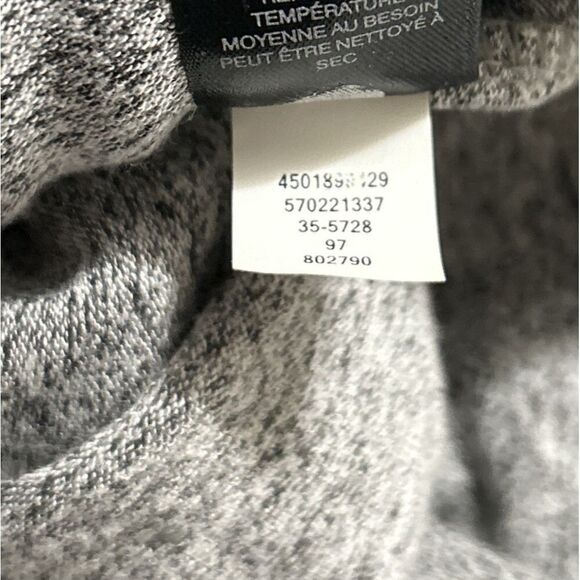 TEMPÉRATURE
MOYENNE AU BESOIN
PEUT ÊTRE NETTOYÉ À
SEC
570221337
35-5728
97
802790